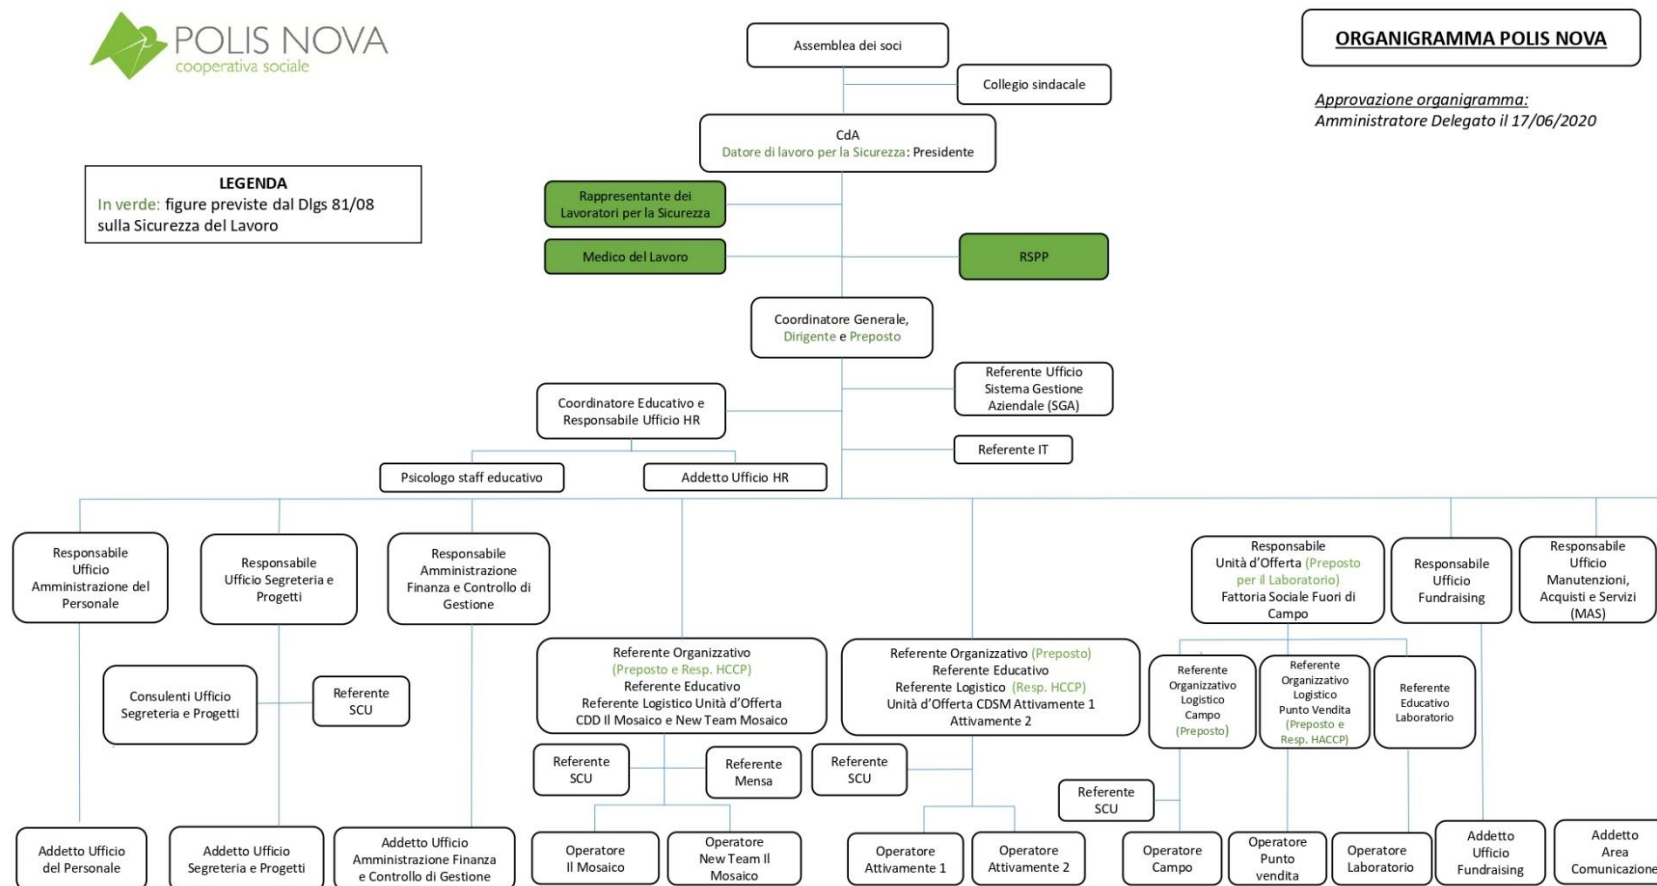 POLIS NOVA
cooperativa sociale
ORGANIGRAMMA POLIS NOVA
Approvazione organigramma:
Amministratore Delegato il 17/06/2020
LEGENDA
In verde: figure previste dal Dlgs 81/08
sulla Sicurezza del Lavoro
Assemblea dei soci
Collegio sindacale
CdA
Datore di lavoro per la Sicurezza: Presidente
Rappresentante dei
Lavoratori per la Sicurezza
Medico del Lavoro
RSPP
Coordinatore Generale,
Dirigente e Preposto
Referente Ufficio
Sistema Gestione
Aziendale (SGA)
Coordinatore Educativo e
Responsabile Ufficio HR
Referente IT
Psicologo staff educativo
Addetto Ufficio HR
Responsabile
Ufficio
Amministrazione del
Personale
Responsabile
Ufficio Segreteria e
Progetti
Responsabile
Amministrazione
Finanza e Controllo di
Gestione
Responsabile
Unità d'Offerta (Preposto
per il Laboratorio)
Fattoria Sociale Fuori di
Campo
Responsabile
Ufficio
Fundraising
Responsabile
Ufficio
Manutenzioni,
Acquisti e Servizi
(MAS)
Consulenti Ufficio
Segreteria e Progetti
Referente
SCU
Referente Organizzativo
(Preposto e Resp. HCCP)
Referente Educativo
Referente Logistico Unità d'Offerta
CDD Il Mosaico e New Team Mosaico
Referente Organizzativo (Preposto)
Referente Educativo
Referente Logistico (Resp. HCCP)
Unità d'Offerta CDSM Attivamente 1
Attivamente 2
Referente
Organizzativo
Logistico
Campo
(Preposto)
Referente
Organizzativo
Logistico
Punto Vendita
(Preposto e
Resp. HACCP)
Referente
Educativo
Laboratorio
Referente
SCU
Referente
Mensa
Referente
SCU
Referente
SCU
Addetto Ufficio
del Personale
Addetto Ufficio
Segreteria e Progetti
Addetto Ufficio
Amministrazione Finanza
e Controllo di Gestione
Operatore
Il Mosaico
Operatore
New Team Il
Mosaico
Operatore
Attivamente 1
Operatore
Attivamente 2
Operatore
Campo
Operatore
Punto
vendita
Operatore
Laboratorio
Addetto
Ufficio
Fundraising
Addetto
Area
Comunicazione